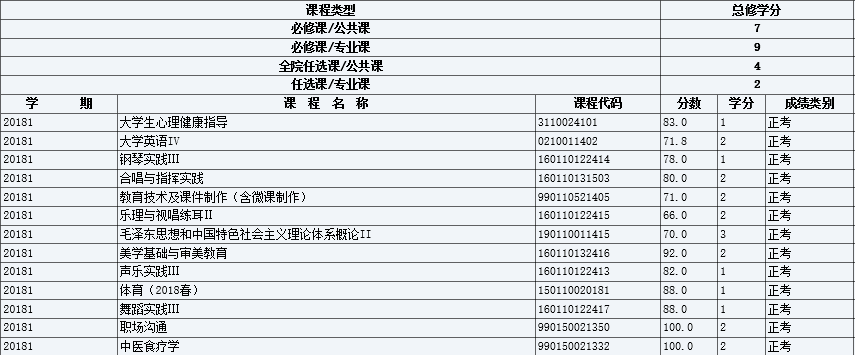 课程类型 总修学分
必修课/公共课 7
必修课/专业课 9
全院任选课/公共课 4
任选课/专业课 2
学 期 课 程 名 称 课程代码 分数 学分 成绩类别
20181 大学生心理健康指导 3110024101 83.0 1 正考
20181 大学英语IV 0210011402 71.8 2 正考
20181 钢琴实践III 160110122414 78.0 1 正考
20181 合唱与指挥实践 160110131503 80.0 2 正考
20181 教育技术及课件制作（含微课制作） 990110521405 71.0 2 正考
20181 乐理与视唱练耳II 160110122415 66.0 2 正考
20181 毛泽东思想和中国特色社会主义理论体系概论II 190110011415 70.0 3 正考
20181 美学基础与审美教育 160110132416 92.0 2 正考
20181 声乐实践III 160110122413 82.0 1 正考
20181 体育（2018春） 150110020181 88.0 1 正考
20181 舞蹈实践III 160110122417 88.0 1 正考
20181 职场沟通 990150021350 100.0 2 正考
20181 中医食疗学 990150021332 100.0 2 正考